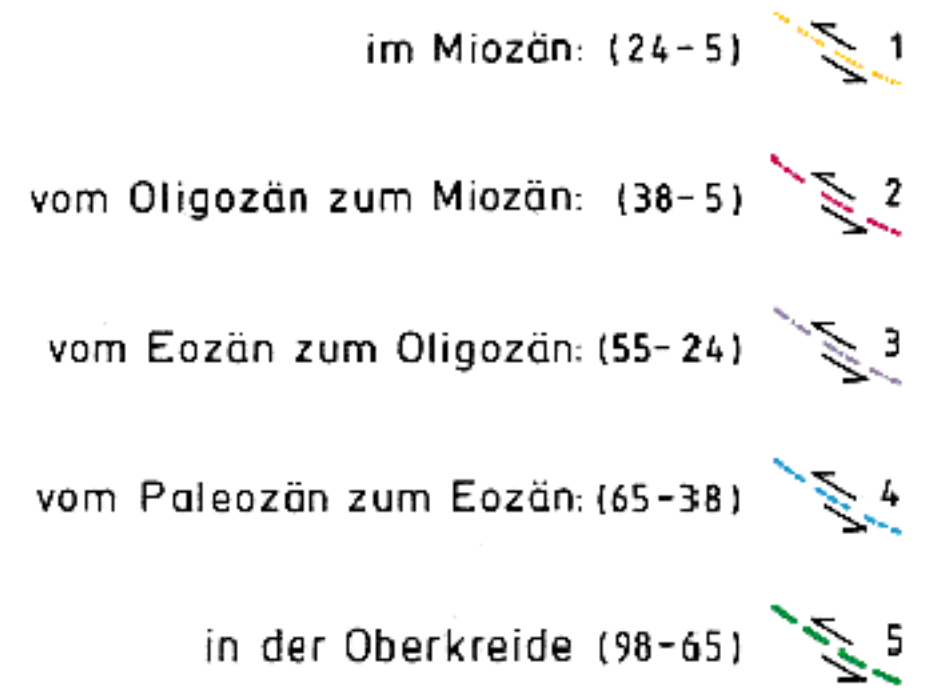 im Miozän: (24-5) 1
vom Oligozän zum Miozän: (38-5) 2
vom Eozän zum Oligozän: (55-24) 3
vom Paleozän zum Eozän: (65-38) 4
in der Oberkreide (98-65) 5